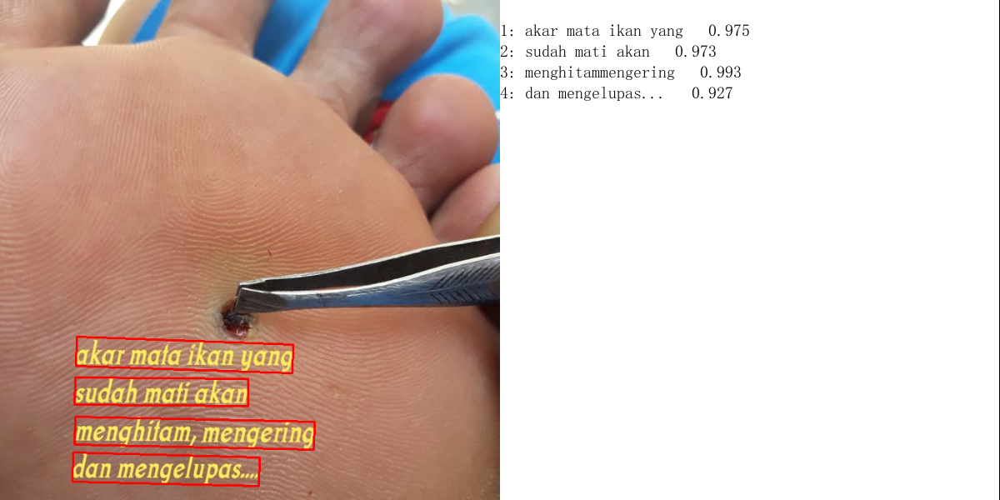 akar mata ikan yang
sudah mati akan
menghitam, mengering
dan mengelupas....
1: akar mata ikan yang 0.975
2: sudah mati akan 0.973
3: menghitammengering 0.993
4: dan mengelupas... 0.927